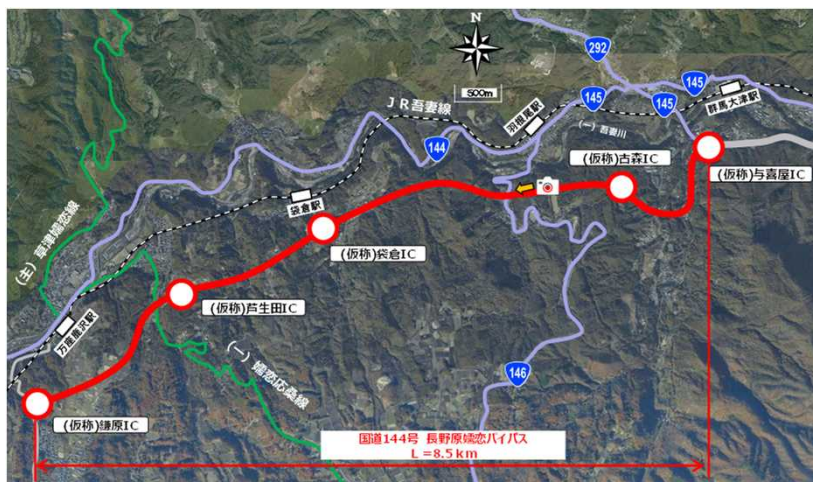 N
500m
292
145
145
145
144
146
JR吾妻線
羽根尾駅
群馬大津駅
(一)吾妻川
(仮称)古森IC
(仮称)与喜屋IC
袋倉駅
(仮称)袋倉IC
(主)草津嬬恋線
(仮称)芦生田IC
万座鹿沢駅
(一)嬬恋応桑線
(仮称)鎌原IC
国道144号 長野原嬬恋バイパス
L=8.5km